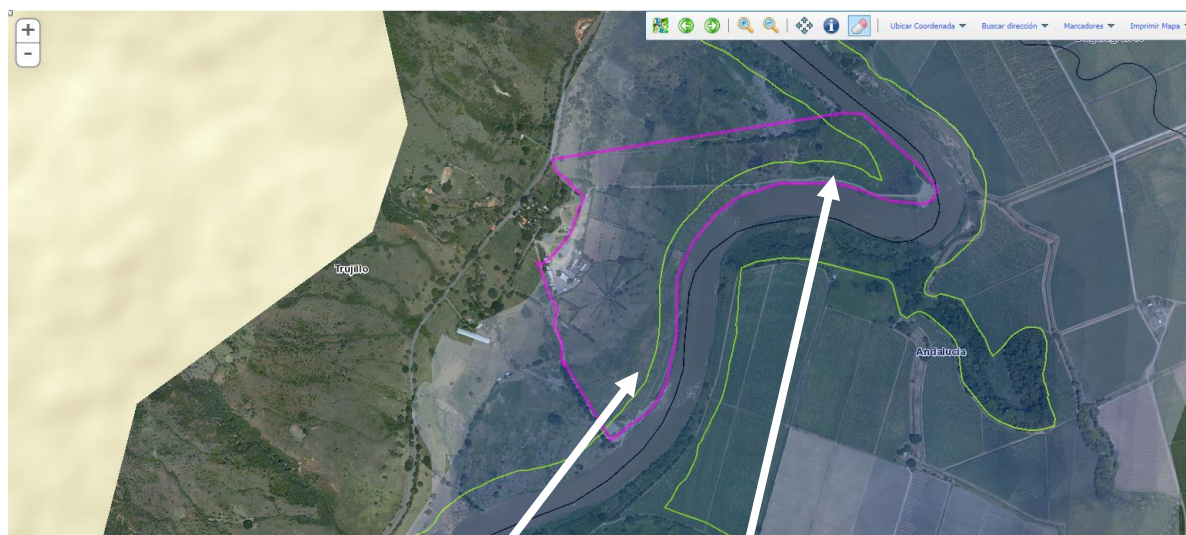 +
-
Ubicar Coordenada Buscar dirección Marcadores Imprimir Mapa
Trujillo
Andalucía